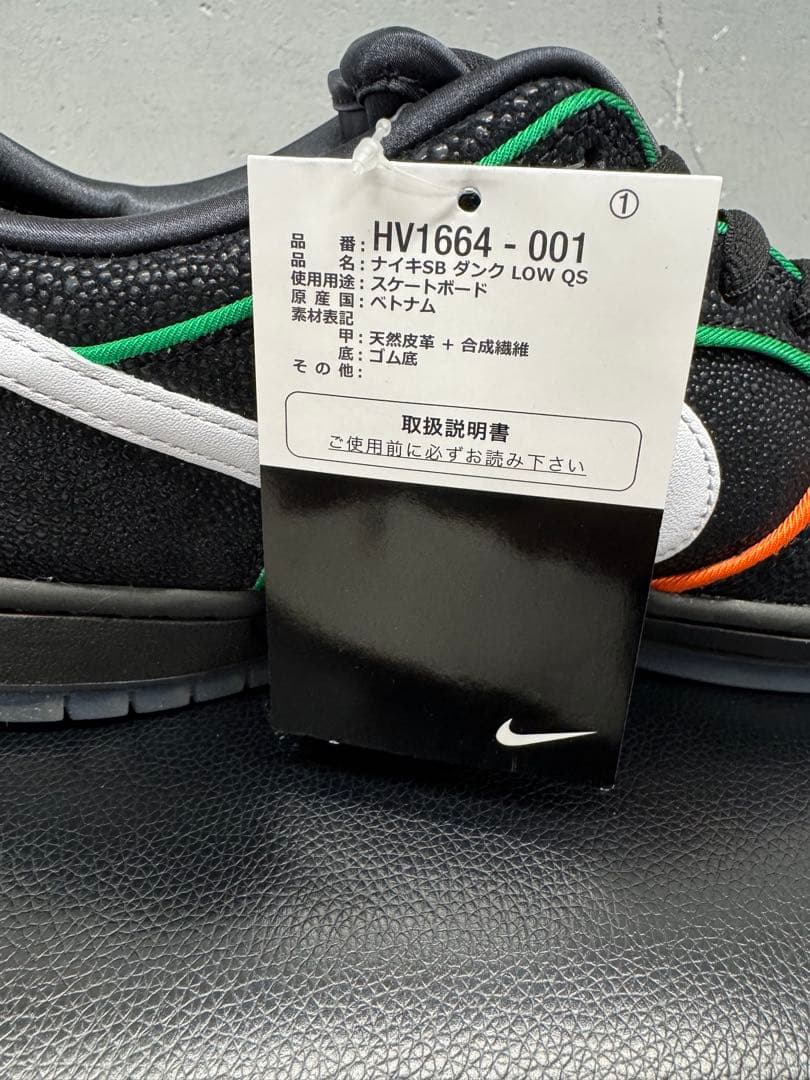 ①
品番：HV1664 - 001
品名：ナイキSB ダンク LOW QS
使用用途：スケートボード
原産国：ベトナム
素材表記
甲：天然皮革 + 合成繊維
底：ゴム底
その他：
取扱説明書
ご使用前に必ずお読み下さい